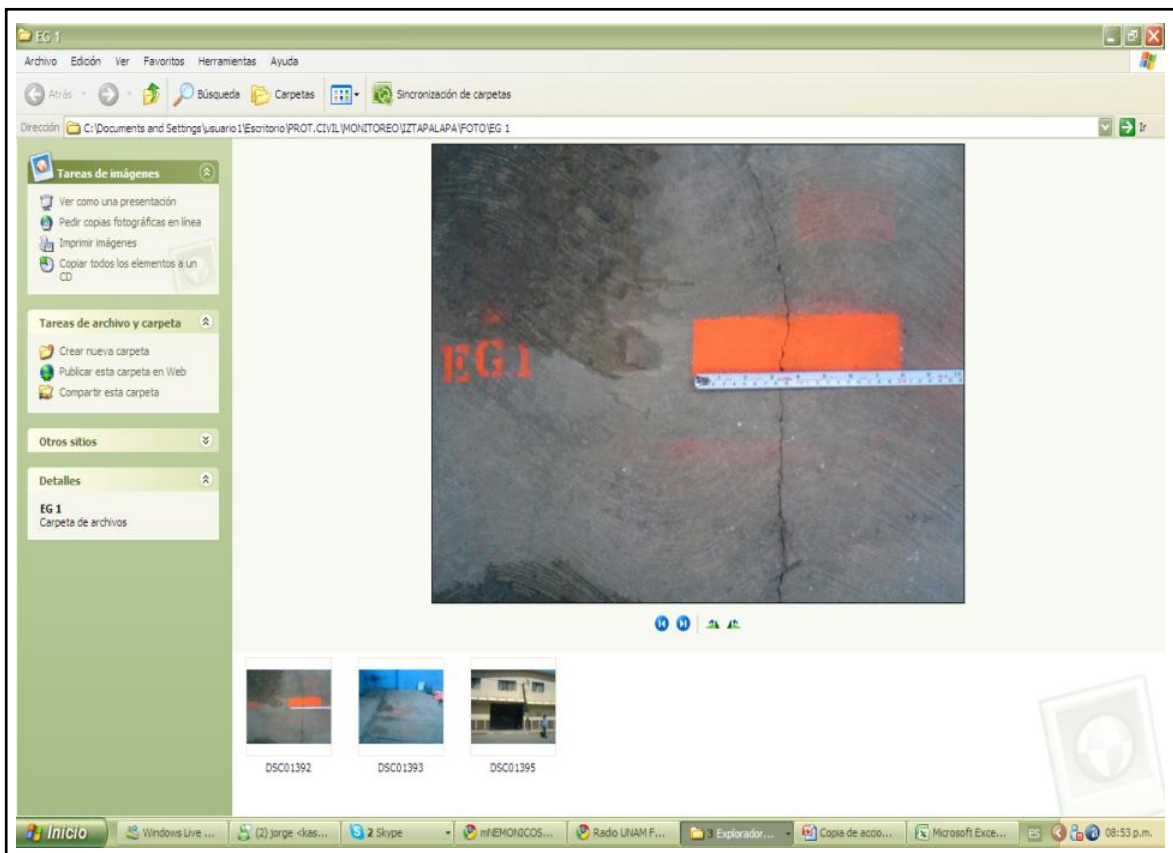 EG 1
Archivo Edición Ver Favoritos Herramientas Ayuda
Atrás Búsqueda Carpetas Sincronización de carpetas
Dirección C:\Documents and Settings\usuario1\Escritorio\PROT.CIVIL\MONITOREO\IZTAPALAPA\FOTO\EG 1 Ir
Tareas de imágenes
Ver como una presentación
Pedir copias fotográficas en línea
Imprimir imágenes
Copiar todos los elementos a un
CD
Tareas de archivo y carpeta
Crear nueva carpeta
Publicar esta carpeta en Web
Compartir esta carpeta
Otros sitios
Detalles
EG 1
Carpeta de archivos
EG1
DSC01392 DSC01393 DSC01395
Inicio Windows Live ... (2) jorge <kas... 2 Skype mNEMONICOS... Radio UNAM F... 3 Explorador... Copia de accio... Microsoft Exce... ES 08:53 p.m.